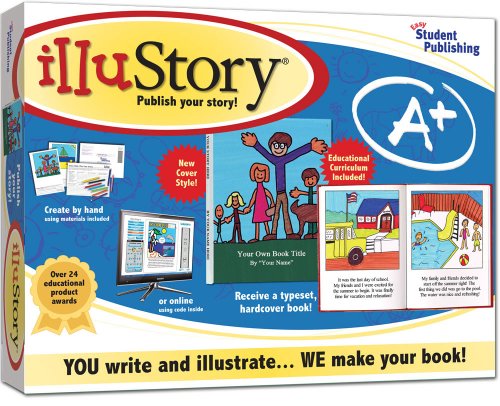 illuStory®
Publish your story!
Easy
Student
Publishing
A+
New
Cover
Style!
Educational
Curriculum
Included!
Create by hand
using materials included
or online
using code inside
Your Own Book Title
By "Your Name"
Receive a typeset,
hardcover book!
It was the last day of school.
My friends and I were excited for
the summer to begin. It was finally
time for vacation and relaxation!
My family and friends decided to
start off the summer right! The
first thing we did was go to the pool.
The water was nice and refreshing!
Over 24
educational
product
awards
YOU write and illustrate... WE make your book!
Easy
Student
Publishing
Publish
your
story!
illuStory